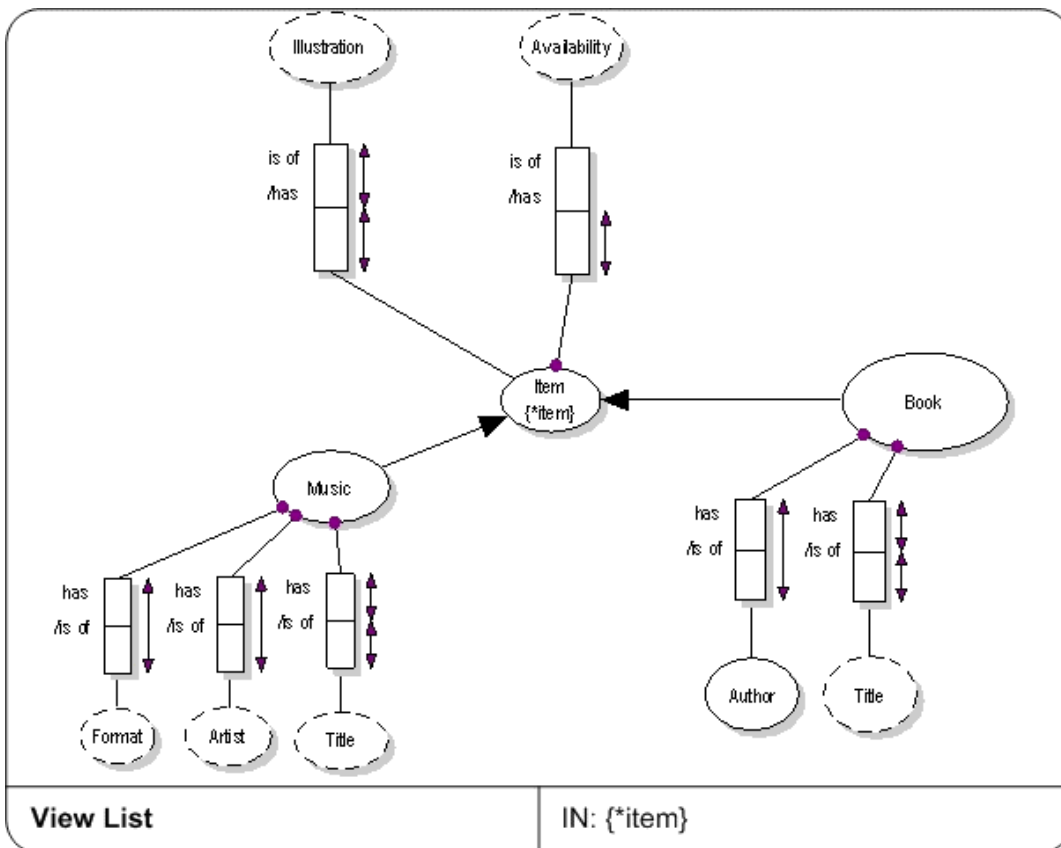 Illustration
Availability
is of
/has
is of
/has
Item
{*item}
Book
Music
has
/is of
has
/is of
has
/is of
has
/is of
has
/is of
Author
Title
Format
Artist
Title
View List
IN: {*item}